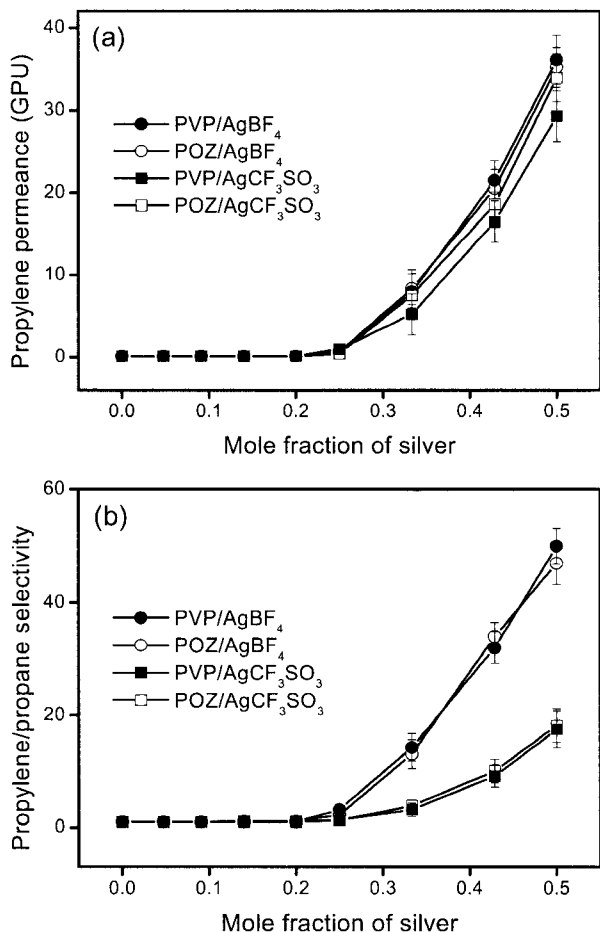 (a)
Propylene permeance (GPU)
40
30
20
10
0
PVP/AgBF₄
POZ/AgBF₄
PVP/AgCF₃SO₃
POZ/AgCF₃SO₃
0.0 0.1 0.2 0.3 0.4 0.5
Mole fraction of silver
(b)
Propylene/propane selectivity
60
40
20
0
PVP/AgBF₄
POZ/AgBF₄
PVP/AgCF₃SO₃
POZ/AgCF₃SO₃
0.0 0.1 0.2 0.3 0.4 0.5
Mole fraction of silver